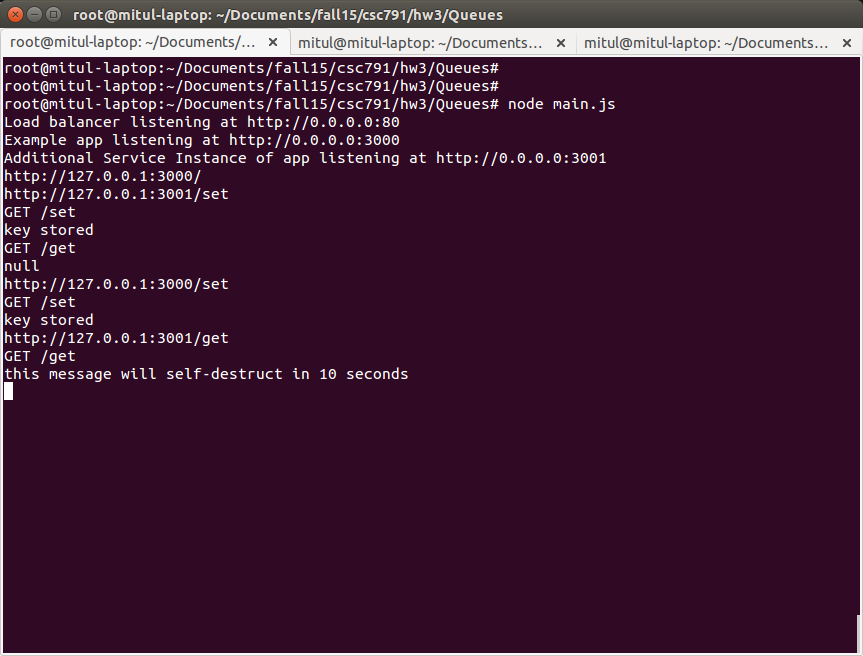 root@mitul-laptop: ~/Documents/fall15/csc791/hw3/Queues
root@mitul-laptop: ~/Documents/... mitul@mitul-laptop: ~/Documents... mitul@mitul-laptop: ~/Documents...
root@mitul-laptop:~/Documents/fall15/csc791/hw3/Queues#
root@mitul-laptop:~/Documents/fall15/csc791/hw3/Queues#
root@mitul-laptop:~/Documents/fall15/csc791/hw3/Queues# node main.js
Load balancer listening at http://0.0.0.0:80
Example app listening at http://0.0.0.0:3000
Additional Service Instance of app listening at http://0.0.0.0:3001
http://127.0.0.1:3000/
http://127.0.0.1:3001/set
GET /set
key stored
GET /get
null
http://127.0.0.1:3000/set
GET /set
key stored
http://127.0.0.1:3001/get
GET /get
this message will self-destruct in 10 seconds